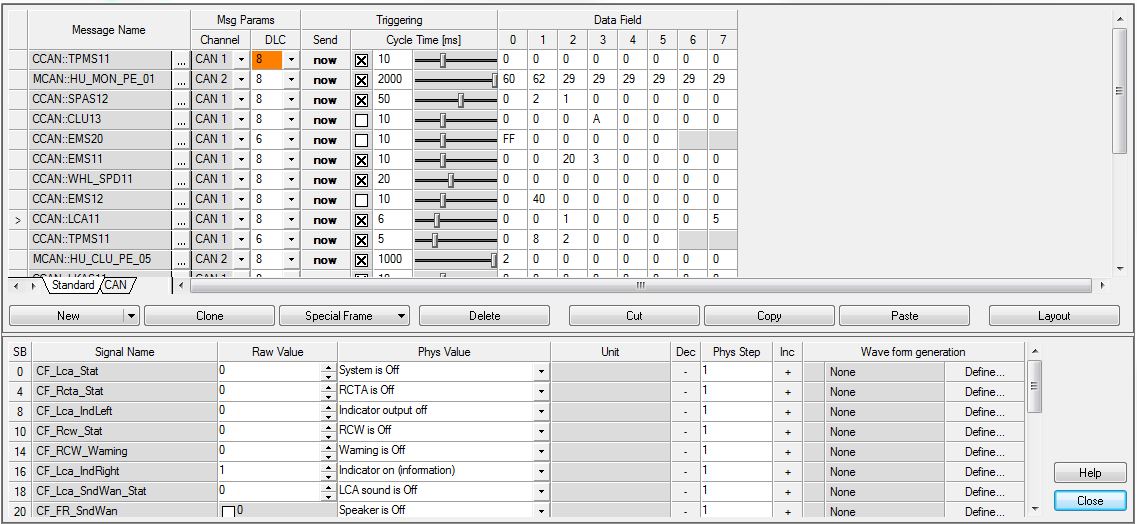 Message Name Msg Params Triggering Data Field
Channel DLC Send Cycle Time [ms] 0 1 2 3 4 5 6 7
CCAN::TPMS11 ... CAN 1 8 now 10 0 0 0 0 0 0 0 0
MCAN::HU_MON_PE_01 ... CAN 2 8 now 2000 60 62 29 29 29 29 29 29
CCAN::SPAS12 ... CAN 1 8 now 50 0 2 1 0 0 0 0 0
CCAN::CLU13 ... CAN 1 8 now 10 0 0 0 A 0 0 0 0
CCAN::EMS20 ... CAN 1 6 now 10 FF 0 0 0 0 0
CCAN::EMS11 ... CAN 1 8 now 10 0 0 20 3 0 0 0 0
CCAN::WHL_SPD11 ... CAN 1 8 now 20 0 0 0 0 0 0 0 0
CCAN::EMS12 ... CAN 1 8 now 10 0 40 0 0 0 0 0 0
> CCAN::LCA11 ... CAN 1 8 now 6 0 0 1 0 0 0 0 5
CCAN::TPMS11 ... CAN 1 6 now 5 0 8 2 0 0 0
MCAN::HU_CLU_PE_05 ... CAN 2 8 now 1000 2 0 0 0 0 0 0 0
Standard CAN
New Clone Special Frame Delete Cut Copy Paste Layout
SB Signal Name Raw Value Phys Value Unit Dec Phys Step Inc Wave form generation
0 CF_Lca_Stat 0 System is Off - 1 + None Define...
4 CF_Rcta_Stat 0 RCTA is Off - 1 + None Define...
8 CF_Lca_IndLeft 0 Indicator output off - 1 + None Define...
10 CF_Rcw_Stat 0 RCW is Off - 1 + None Define...
14 CF_RCW_Warning 0 Warning is Off - 1 + None Define...
16 CF_Lca_IndRight 1 Indicator on (information) - 1 + None Define...
18 CF_Lca_SndWan_Stat 0 LCA sound is Off - 1 + None Define...
20 CF_FR_SndWan 0 Speaker is Off - 1 + None Define...
Help
Close